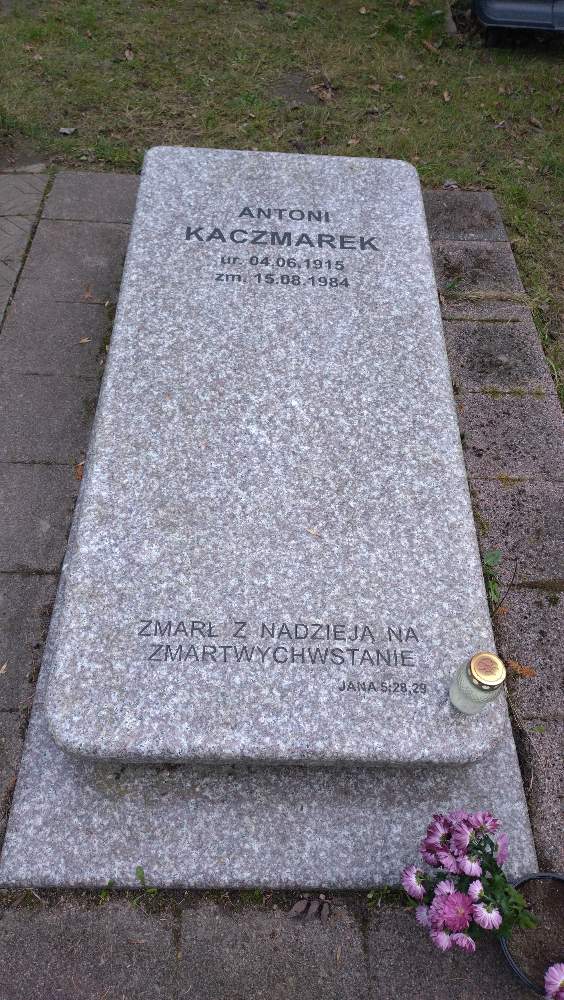 ANTONI
KACZMAREK
ur. 04.06.1915
zm. 15.08.1984
ZMARŁ Z NADZIEJĄ NA
ZMARTWYCHWSTANIE
JANA 5:28,29